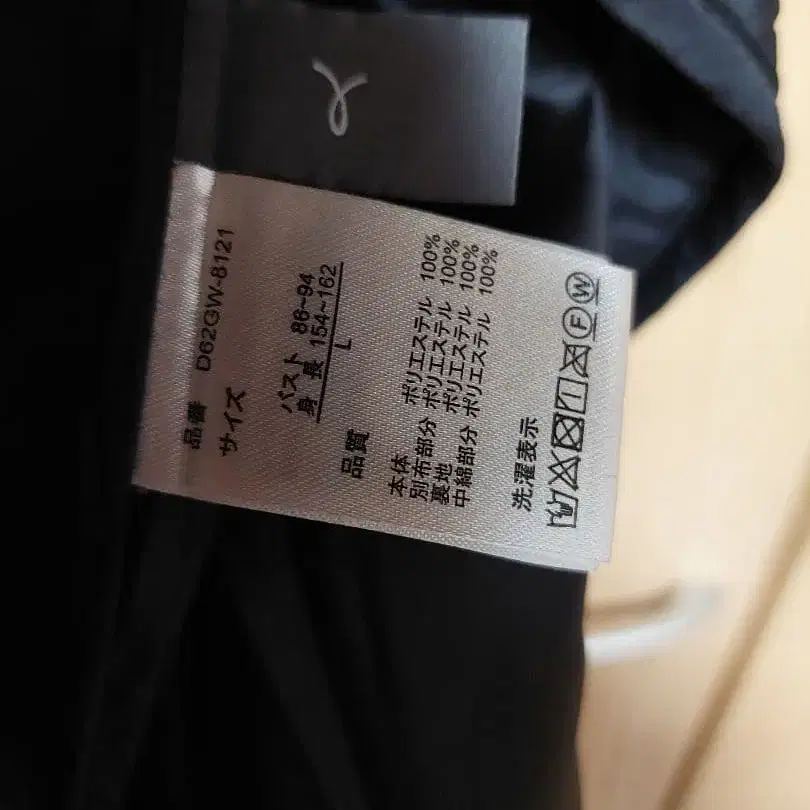 品番 D62GW-8121
サイズ
バスト 86~94
身長 154~162
L
品質
本体 ポリエステル 100%
別布部分 ポリエステル 100%
裏地 ポリエステル 100%
中綿部分 ポリエステル 100%
洗濯表示
F W